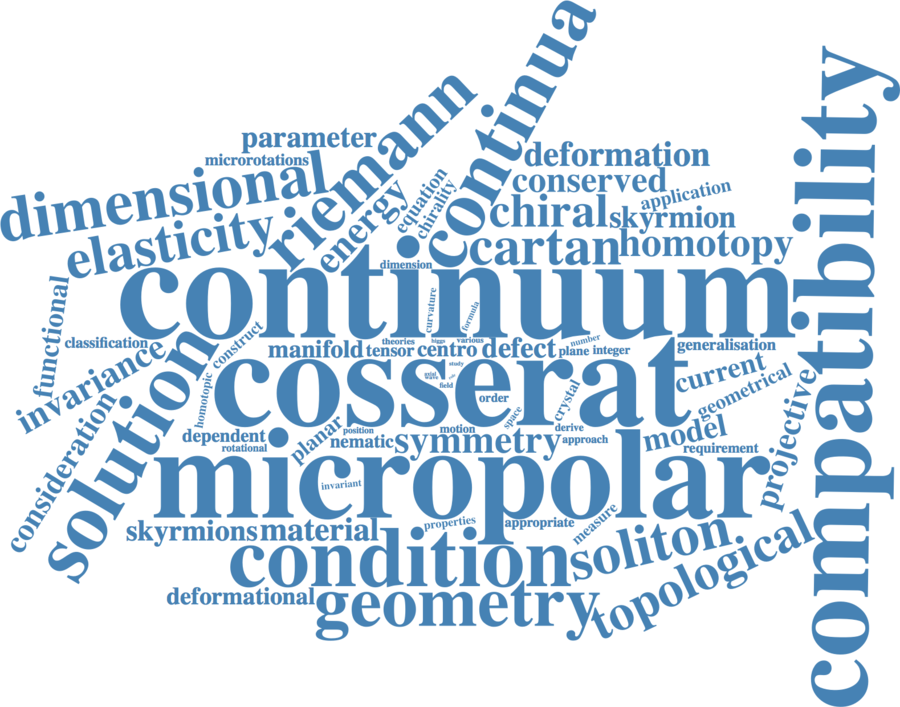 continua
compatibility
riemann
parameter
microrotations
dimensional
deformation
conserved
application
energy
equation
chirality
chiral
skyrmion
elasticity
cartan
homotopy
continuum
dimension
functional
curvature
formula
classification
invariance
construct
solution
theories
higgs
various
number
manifold
tensor
centro
defect
plane
integer
generalisation
cosserat
study
field
order
crystal
current
geometrical
projective
homotopic
space
consideration
dependent
rotational
planar
position
nematic
motion
symmetry
derive
approach
model
requirement
micropolar
invariant
skyrmions
material
properties
appropriate
measure
condition
soliton
topological
deformational
geometry